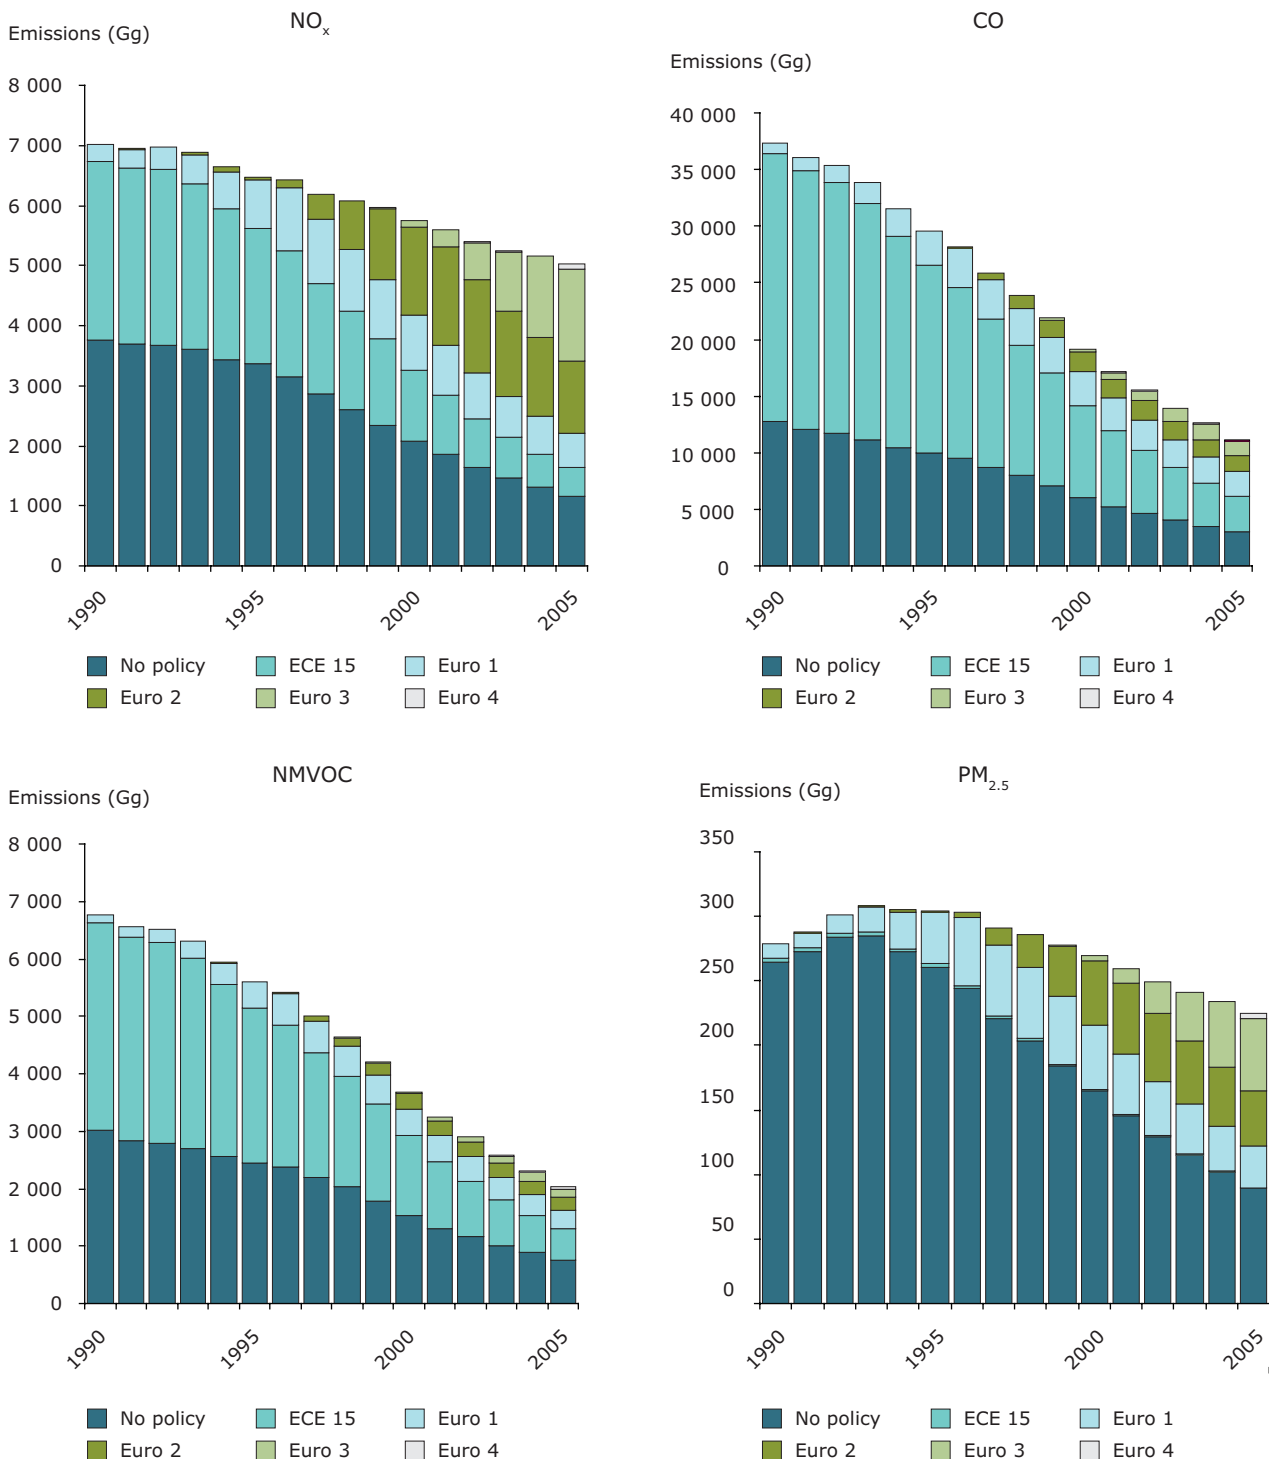 NOx
Emissions (Gg)
8 000
7 000
6 000
5 000
4 000
3 000
2 000
1 000
0
1990
1995
2000
2005
No policy
ECE 15
Euro 1
Euro 2
Euro 3
Euro 4
CO
Emissions (Gg)
40 000
35 000
30 000
25 000
20 000
15 000
10 000
5 000
0
1990
1995
2000
2005
No policy
ECE 15
Euro 1
Euro 2
Euro 3
Euro 4
NMVOC
Emissions (Gg)
8 000
7 000
6 000
5 000
4 000
3 000
2 000
1 000
0
1990
1995
2000
2005
No policy
ECE 15
Euro 1
Euro 2
Euro 3
Euro 4
PM2.5
Emissions (Gg)
350
300
250
200
150
100
50
0
1990
1995
2000
2005
No policy
ECE 15
Euro 1
Euro 2
Euro 3
Euro 4